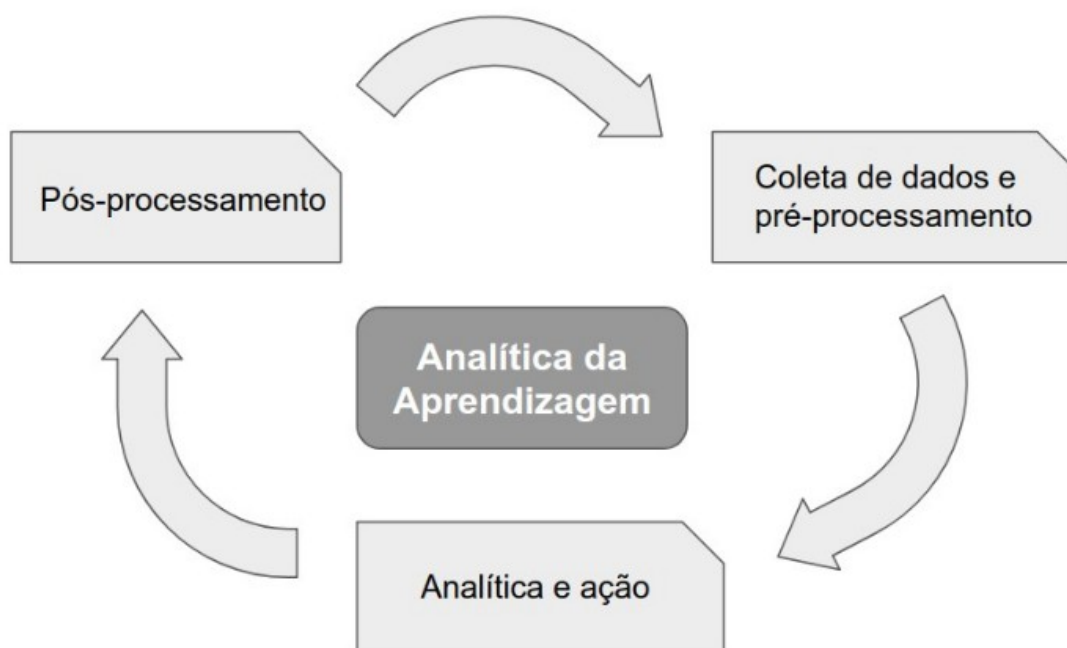 Pós-processamento
Coleta de dados e
pré-processamento
Analítica da
Aprendizagem
Analítica e ação